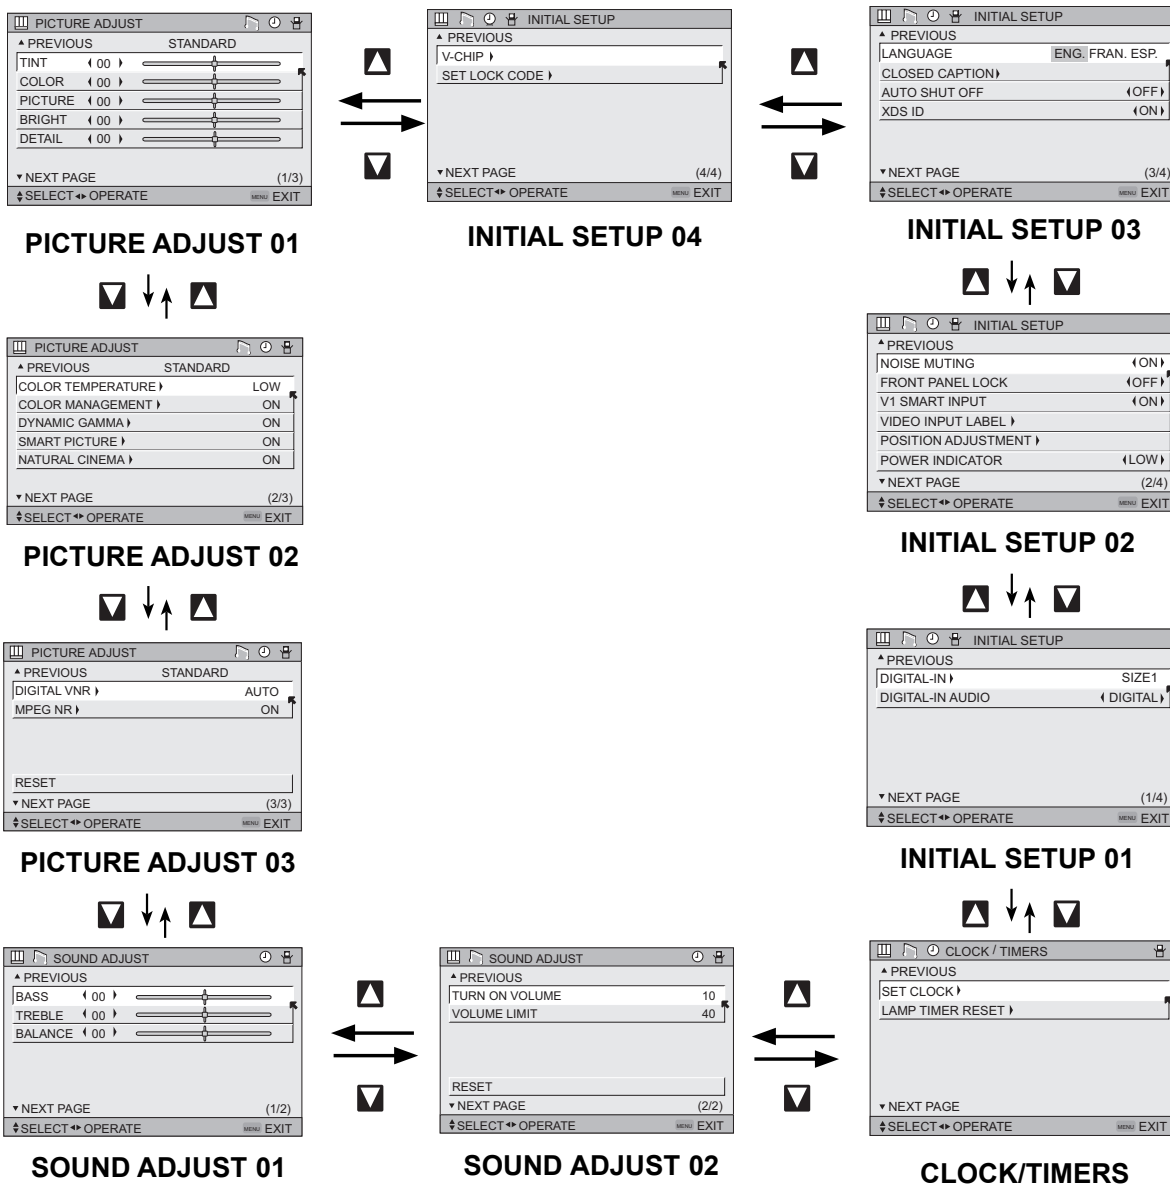 PICTURE ADJUST
PREVIOUS STANDARD
TINT 00
COLOR 00
PICTURE 00
BRIGHT 00
DETAIL 00
NEXT PAGE (1/3)
SELECT OPERATE MENU EXIT
PICTURE ADJUST 01
INITIAL SETUP
PREVIOUS
V-CHIP
SET LOCK CODE
NEXT PAGE (4/4)
SELECT OPERATE MENU EXIT
INITIAL SETUP 04
INITIAL SETUP
PREVIOUS
LANGUAGE ENG. FRAN. ESP.
CLOSED CAPTION
AUTO SHUT OFF OFF
XDS ID ON
NEXT PAGE (3/4)
SELECT OPERATE MENU EXIT
INITIAL SETUP 03
PICTURE ADJUST
PREVIOUS STANDARD
COLOR TEMPERATURE LOW
COLOR MANAGEMENT ON
DYNAMIC GAMMA ON
SMART PICTURE ON
NATURAL CINEMA ON
NEXT PAGE (2/3)
SELECT OPERATE MENU EXIT
PICTURE ADJUST 02
INITIAL SETUP
PREVIOUS
NOISE MUTING ON
FRONT PANEL LOCK OFF
V1 SMART INPUT ON
VIDEO INPUT LABEL
POSITION ADJUSTMENT
POWER INDICATOR LOW
NEXT PAGE (2/4)
SELECT OPERATE MENU EXIT
INITIAL SETUP 02
PICTURE ADJUST
PREVIOUS STANDARD
DIGITAL VNR AUTO
MPEG NR ON
RESET
NEXT PAGE (3/3)
SELECT OPERATE MENU EXIT
PICTURE ADJUST 03
INITIAL SETUP
PREVIOUS
DIGITAL-IN SIZE1
DIGITAL-IN AUDIO DIGITAL
NEXT PAGE (1/4)
SELECT OPERATE MENU EXIT
INITIAL SETUP 01
SOUND ADJUST
PREVIOUS
BASS 00
TREBLE 00
BALANCE 00
NEXT PAGE (1/2)
SELECT OPERATE MENU EXIT
SOUND ADJUST 01
SOUND ADJUST
PREVIOUS
TURN ON VOLUME 10
VOLUME LIMIT 40
RESET
NEXT PAGE (2/2)
SELECT OPERATE MENU EXIT
SOUND ADJUST 02
CLOCK / TIMERS
PREVIOUS
SET CLOCK
LAMP TIMER RESET
NEXT PAGE
SELECT OPERATE MENU EXIT
CLOCK/TIMERS